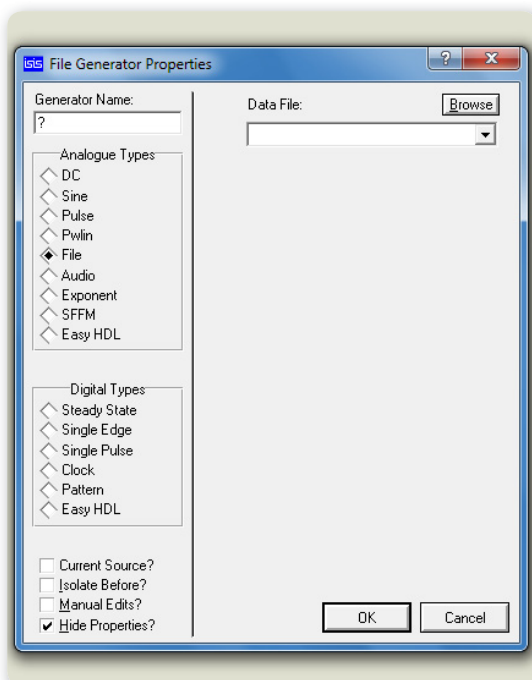 isis File Generator Properties
?
Generator Name:
?
Analogue Types
DC
Sine
Pulse
Pwlin
File
Audio
Exponent
SFFM
Easy HDL
Digital Types
Steady State
Single Edge
Single Pulse
Clock
Pattern
Easy HDL
Current Source?
Isolate Before?
Manual Edits?
Hide Properties?
Data File:
Browse
OK
Cancel